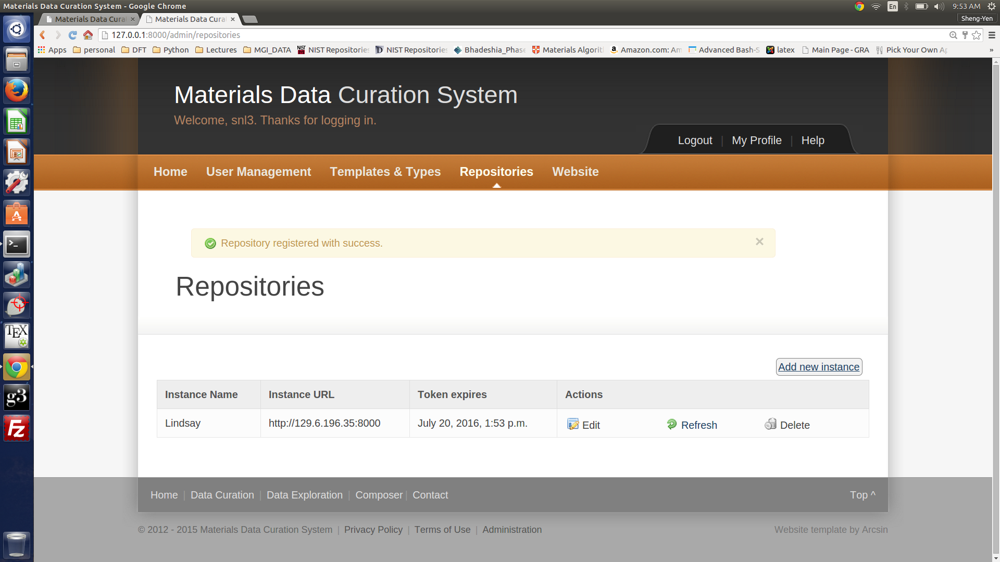 Materials Data Curation System - Google Chrome
En
9:53 AM
Sheng-Yen
Materials Data Cura
Materials Data Cura
127.0.0.1:8000/admin/repositories
Apps personal DFT Python Lectures MGI_DATA NIST Repositories NIST Repositories Bhadeshia_Phase Materials Algorit Amazon.com: Am Advanced Bash-S latex Main Page - GRA Pick Your Own Ap »
Materials Data Curation System
Welcome, snl3. Thanks for logging in.
Logout | My Profile | Help
Home User Management Templates & Types Repositories Website
Repository registered with success. ×
Repositories
Add new instance
Instance Name Instance URL Token expires Actions
Lindsay http://129.6.196.35:8000 July 20, 2016, 1:53 p.m. Edit Refresh Delete
Home | Data Curation | Data Exploration | Composer | Contact Top ^
© 2012 - 2015 Materials Data Curation System | Privacy Policy | Terms of Use | Administration Website template by Arcsin
TEX
g3
Fz